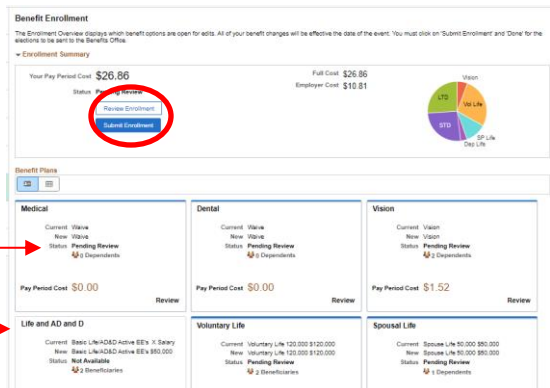 Benefit Enrollment
The Enrollment Overview displays which benefit options are open for edits. All of your benefit changes will be effective the date of the event. You must click on 'Submit Enrollment' and 'Done' for the
elections to be sent to the Benefits Office.
Enrollment Summary
Your Pay Period Cost $26.86
Status Pending Review
Review Enrollment
Submit Enrollment
Full Cost $26.86
Employer Cost $10.81
Vision
LTD
Vol Life
STD
SP Life
Dep Life
Benefit Plans
Medical
Current Waive
New Waive
Status Pending Review
0 Dependents
Pay Period Cost $0.00
Review
Dental
Current Waive
New Waive
Status Pending Review
0 Dependents
Pay Period Cost $0.00
Review
Vision
Current Vision
New Vision
Status Pending Review
2 Dependents
Pay Period Cost $1.52
Review
Life and AD and D
Current Basic Life/AD&D Active EE's X Salary
New Basic Life/AD&D Active EE's $50,000
Status Not Available
2 Beneficiaries
Voluntary Life
Current Voluntary Life 120,000 $120,000
New Voluntary Life 120,000 $120,000
Status Pending Review
2 Beneficiaries
Spousal Life
Current Spouse Life 50,000 $50,000
New Spouse Life 50,000 $50,000
Status Pending Review
1 Dependents